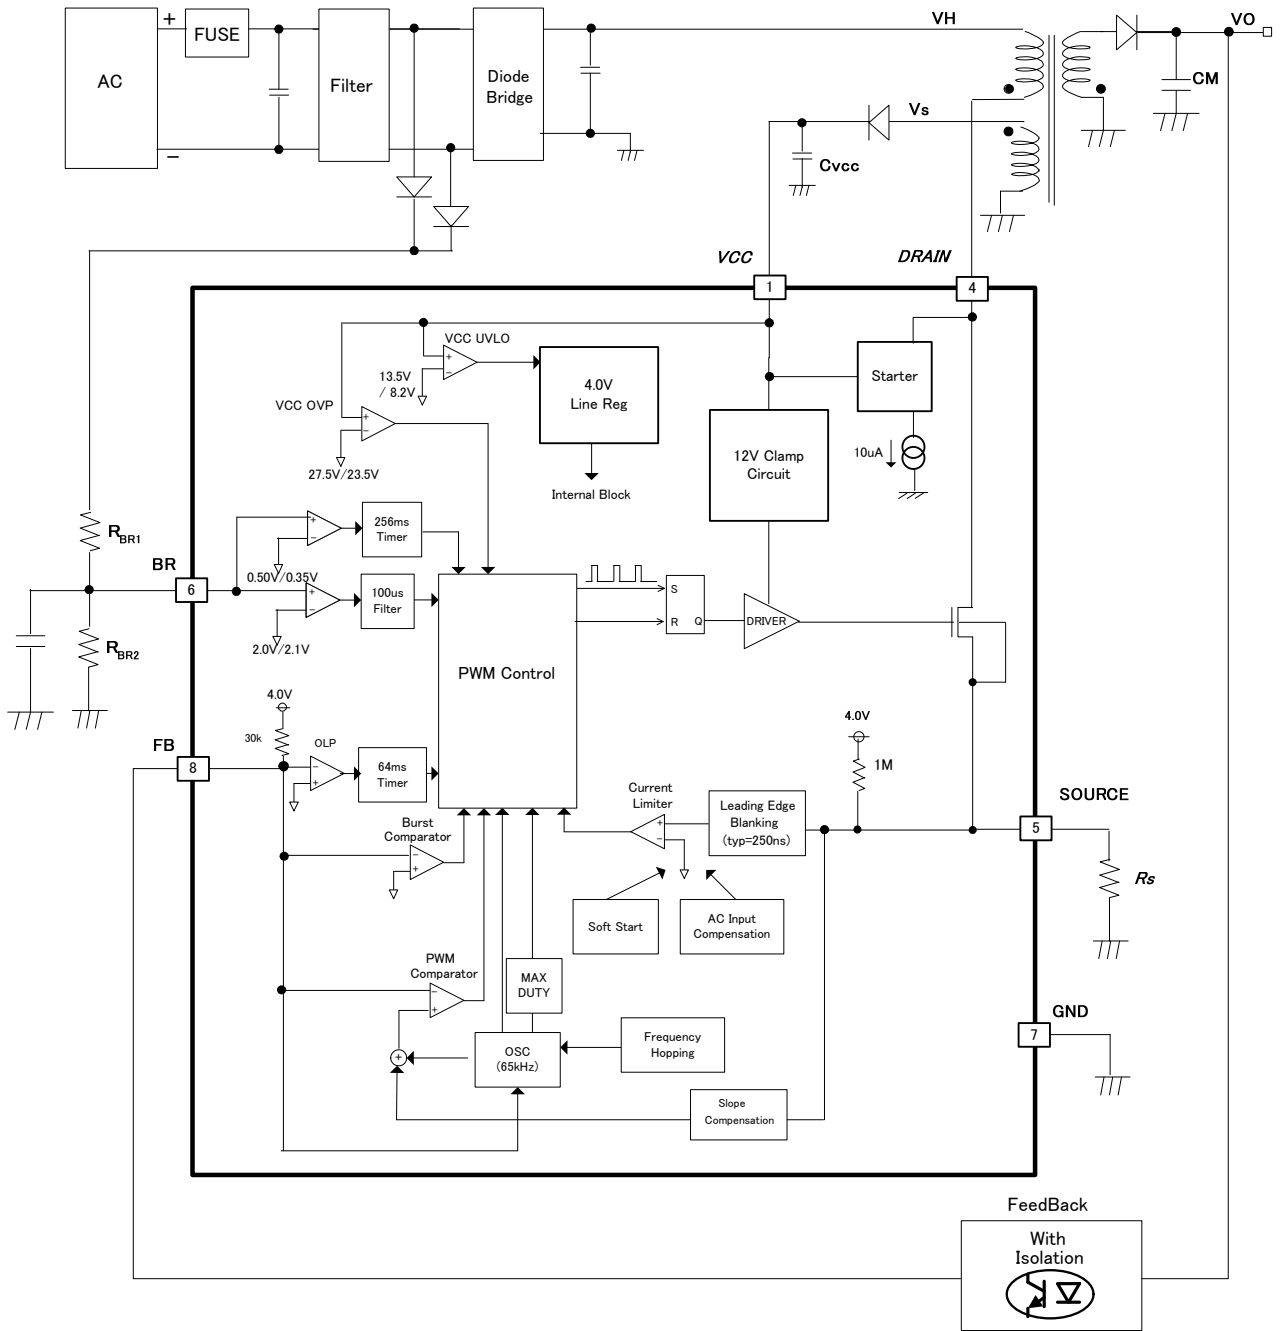 VH
VO
+
FUSE
AC
Filter
Diode
Bridge
CM
Vs
−
Cvcc
VCC
DRAIN
1
4
VCC UVLO
+
−
13.5V
/ 8.2V
4.0V
Line Reg
Starter
VCC OVP
+
−
27.5V/23.5V
12V Clamp
Circuit
10uA
Internal Block
RBR1
+
−
256ms
Timer
BR
6
0.50V/0.35V
+
−
100us
Filter
S
R
Q
DRIVER
2.0V/2.1V
RBR2
PWM Control
4.0V
30k
4.0V
FB
8
OLP
−
+
64ms
Timer
1M
Current
Limiter
+
−
Leading Edge
Blanking
(typ=250ns)
SOURCE
5
Burst
Comparator
−
+
Rs
Soft Start
AC Input
Compensation
PWM
Comparator
−
+
MAX
DUTY
GND
7
+
OSC
(65kHz)
Frequency
Hopping
Slope
Compensation
FeedBack
With
Isolation